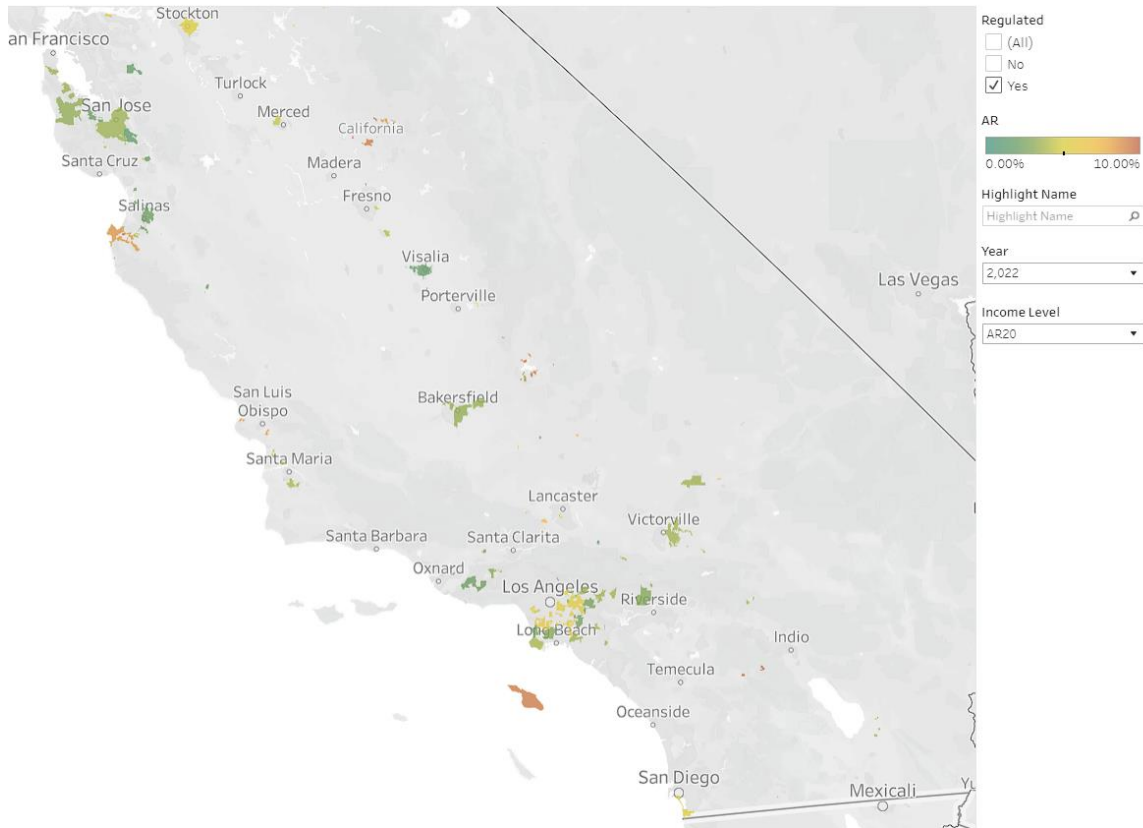 Stockton
an Francisco
Turlock
San Jose
Merced
California
Santa Cruz
Madera
Fresno
Salinas
Visalia
Las Vegas
Porterville
San Luis
Obispo
Bakersfield
Santa Maria
Lancaster
Victorville
Santa Barbara
Santa Clarita
Oxnard
Los Angeles
Riverside
Long Beach
Indio
Temecula
Oceanside
San Diego
Mexicali
Yu
Regulated
(All)
No
Yes
AR
0.00% 10.00%
Highlight Name
Highlight Name
Year
2,022
Income Level
AR20